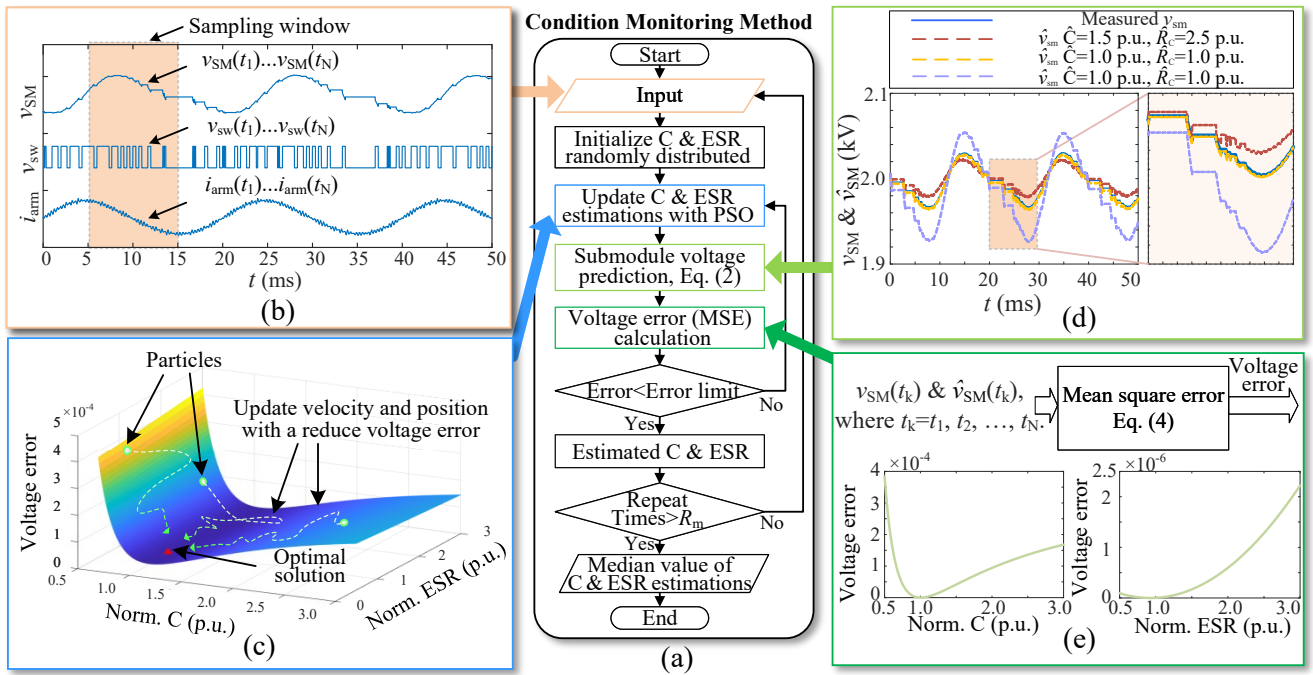 Condition Monitoring Method
Start
Input
Initialize C & ESR
randomly distributed
Update C & ESR
estimations with PSO
Submodule voltage
prediction, Eq. (2)
Voltage error (MSE)
calculation
Error<Error limit
No
Yes
Estimated C & ESR
Repeat
Times>Rm
No
Yes
Median value of
C & ESR estimations
End
(a)
Sampling window
vSM(t1)...vSM(tN)
vsw(t1)...vsw(tN)
iarm(t1)...iarm(tN)
vSM
vsw
iarm
0 5 10 15 20 25 30 35 40 45 50
t (ms)
(b)
Particles
Update velocity and position
with a reduce voltage error
×10-4
5
4
3
2
1
0
Voltage error
Optimal
solution
0.5 1.0 1.5 2.0 2.5 3.0
Norm. C (p.u.)
0 1 2 3
Norm. ESR (p.u.)
(c)
Measured vsm
v̂sm Ĉ=1.5 p.u., R̂C=2.5 p.u.
v̂sm Ĉ=1.0 p.u., R̂C=1.0 p.u.
v̂sm Ĉ=1.0 p.u., R̂C=1.0 p.u.
2.1
2.0
1.9
vSM & v̂SM (kV)
0 10 20 30 40 50
t (ms)
(d)
vSM(tk) & v̂SM(tk),
where tk=t1, t2, …, tN.
Mean square error
Eq. (4)
Voltage
error
×10-4
4
3
2
1
0
Voltage error
0.5 1.0 2.0 3.0
Norm. C (p.u.)
×10-6
2.5
2.0
1.5
1.0
0.5
0
Voltage error
0.5 1.0 2.0 3.0
Norm. ESR (p.u.)
(e)